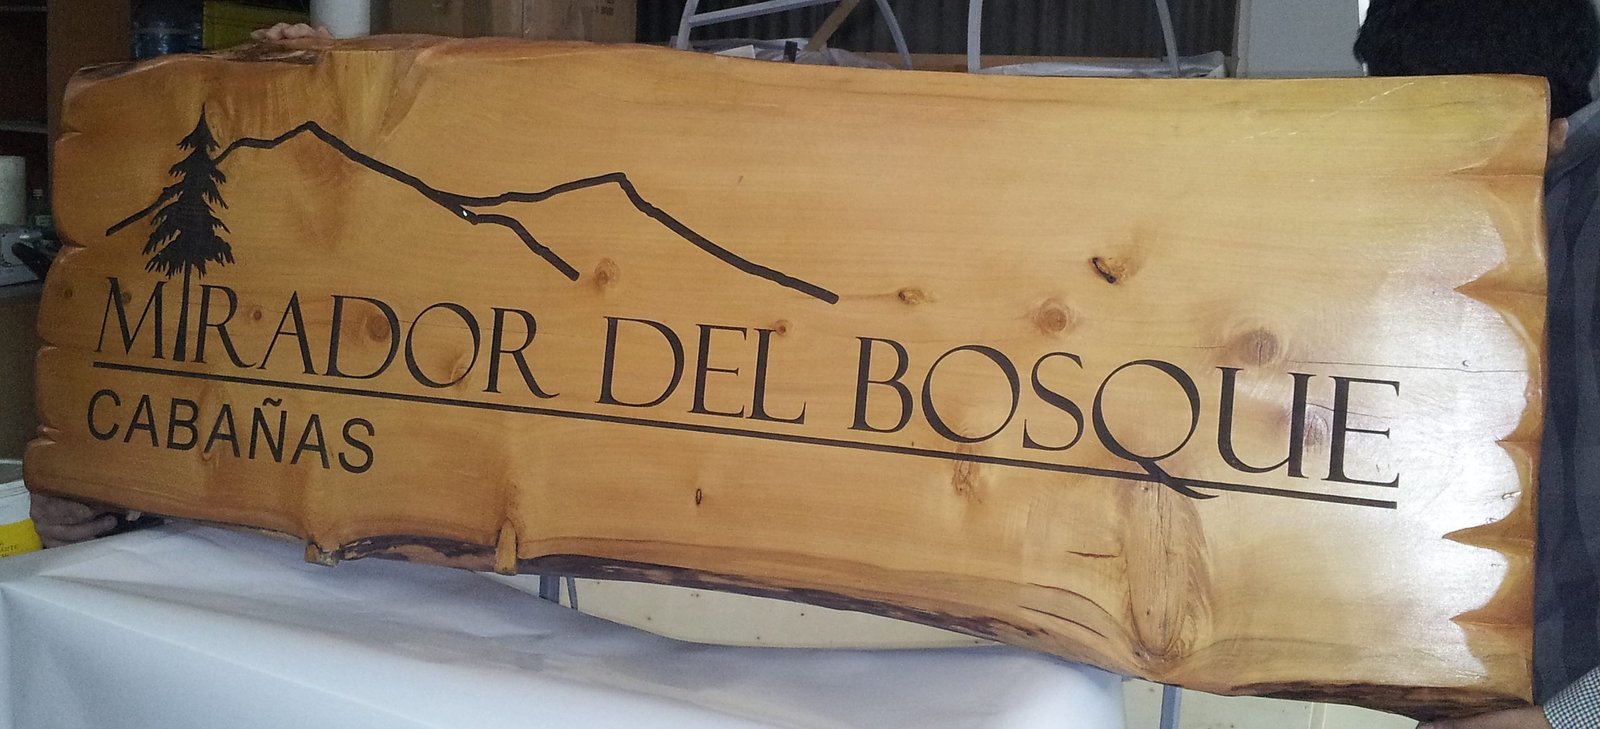 MIRADOR DEL BOSQUE
CABAÑAS